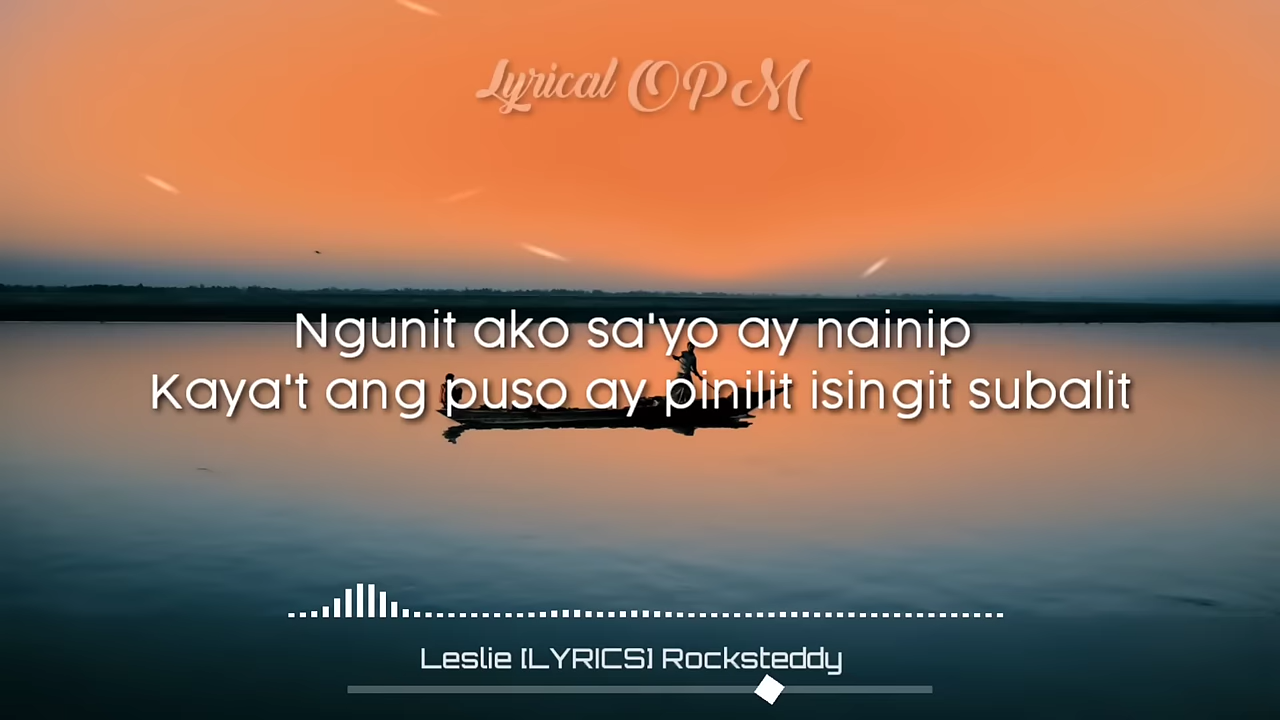 Lyrical OPM
Ngunit ako sa'yo ay nainip
Kaya't ang puso ay pinilit isingit subalit
Leslie [LYRICS] Rocksteddy